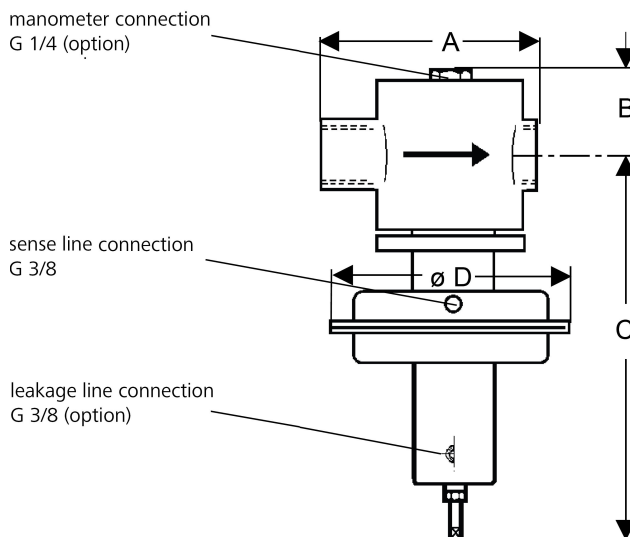 manometer connection
G 1/4 (option)
A
B
sense line connection
G 3/8
ø D
C
leakage line connection
G 3/8 (option)